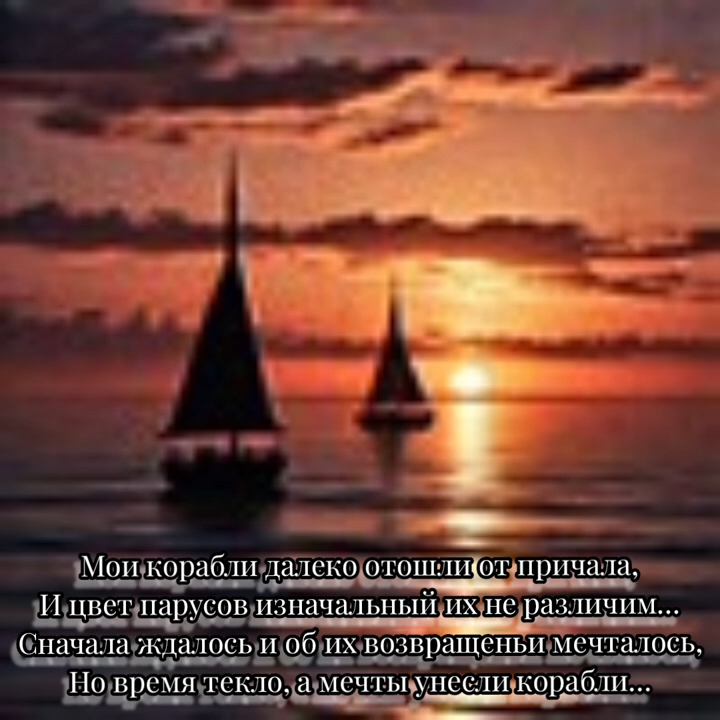 Мои корабли далеко отошли от причала,
И цвет парусов изначальный их не различим...
Сначала ждалось и об их возвращеньи мечталось,
Но время текло, а мечты унесли корабли...